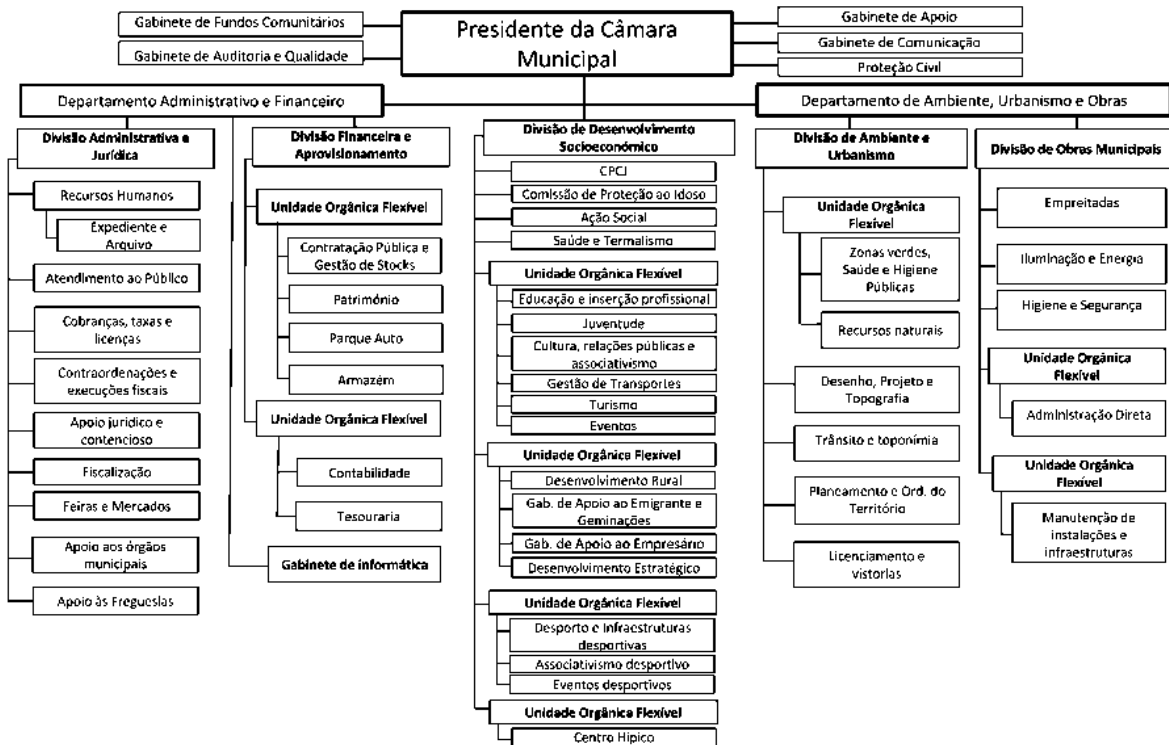 Gabinete de Fundos Comunitários
Gabinete de Auditoria e Qualidade
Presidente da Câmara
Municipal
Gabinete de Apoio
Gabinete de Comunicação
Proteção Civil
Departamento Administrativo e Financeiro
Departamento de Ambiente, Urbanismo e Obras
Divisão Administrativa e
Jurídica
Recursos Humanos
Expediente e
Arquivo
Atendimento ao Público
Cobranças, taxas e
licenças
Contraordenações e
execuções fiscais
Apoio jurídico e
contencioso
Fiscalização
Feiras e Mercados
Apoio aos órgãos
municipais
Apoio às Freguesias
Divisão Financeira e
Aprovisionamento
Unidade Orgânica Flexível
Contratação Pública e
Gestão de Stocks
Património
Parque Auto
Armazém
Unidade Orgânica Flexível
Contabilidade
Tesouraria
Gabinete de informática
Divisão de Desenvolvimento
Socioeconómico
CPCJ
Comissão de Proteção ao Idoso
Ação Social
Saúde e Termalismo
Unidade Orgânica Flexível
Educação e inserção profissional
Juventude
Cultura, relações públicas e
associativismo
Gestão de Transportes
Turismo
Eventos
Unidade Orgânica Flexível
Desenvolvimento Rural
Gab. de Apoio ao Emigrante e
Geminações
Gab. de Apoio ao Empresário
Desenvolvimento Estratégico
Unidade Orgânica Flexível
Desporto e Infraestruturas
desportivas
Associativismo desportivo
Eventos desportivos
Unidade Orgânica Flexível
Centro Hípico
Divisão de Ambiente e
Urbanismo
Unidade Orgânica
Flexível
Zonas verdes,
Saúde e Higiene
Públicas
Recursos naturais
Desenho, Projeto e
Topografia
Trânsito e toponímia
Planeamento e Ord. do
Território
Licenciamento e
vistorias
Divisão de Obras Municipais
Empreitadas
Iluminação e Energia
Higiene e Segurança
Unidade Orgânica
Flexível
Administração Direta
Unidade Orgânica
Flexível
Manutenção de
instalações e
infraestruturas